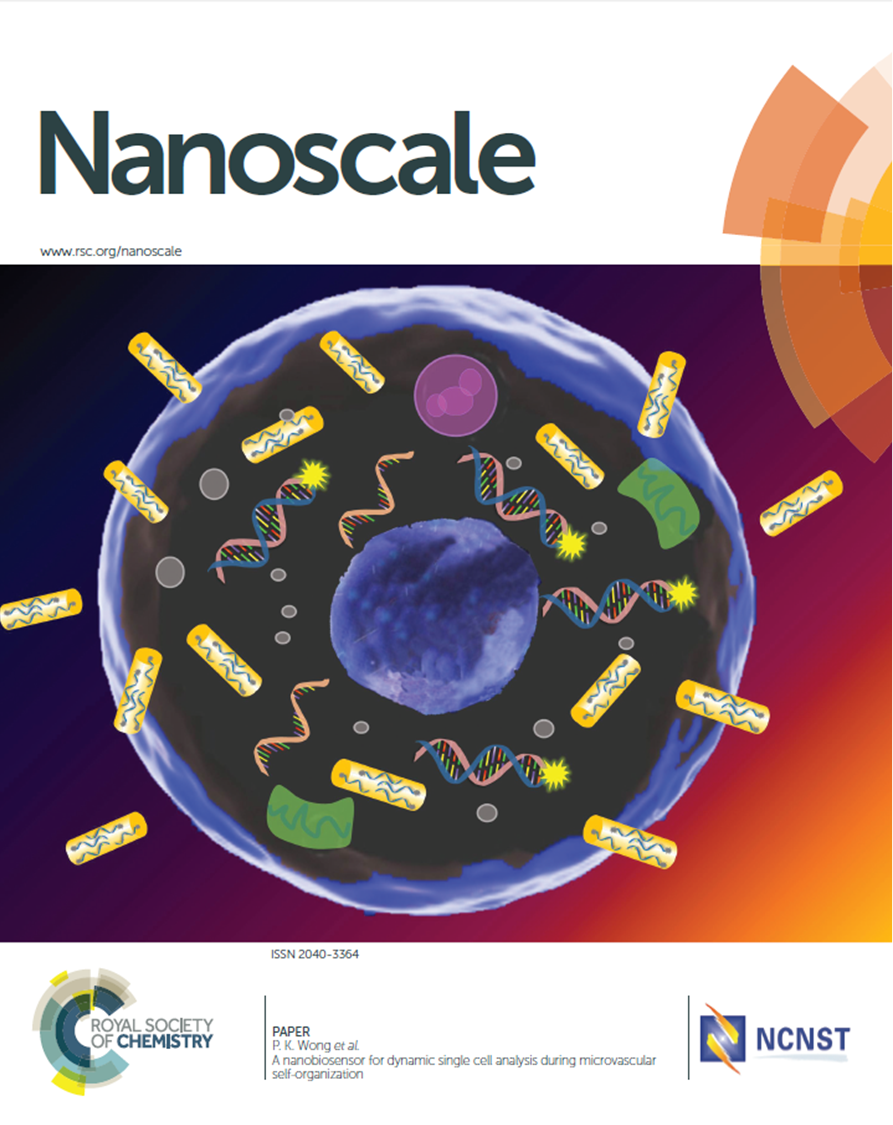 Nanoscale
www.rsc.org/nanoscale
ISSN 2040-3364
ROYAL SOCIETY
OF CHEMISTRY
PAPER
P. K. Wong et al.
A nanobiosensor for dynamic single cell analysis during microvascular
self-organization
NCNST